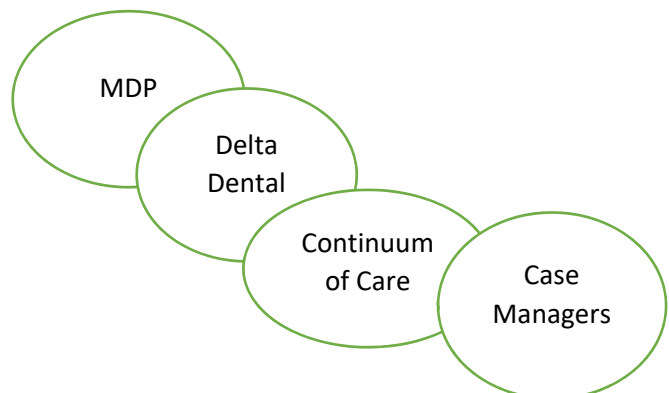 MDP
Delta
Dental
Continuum
of Care
Case
Managers